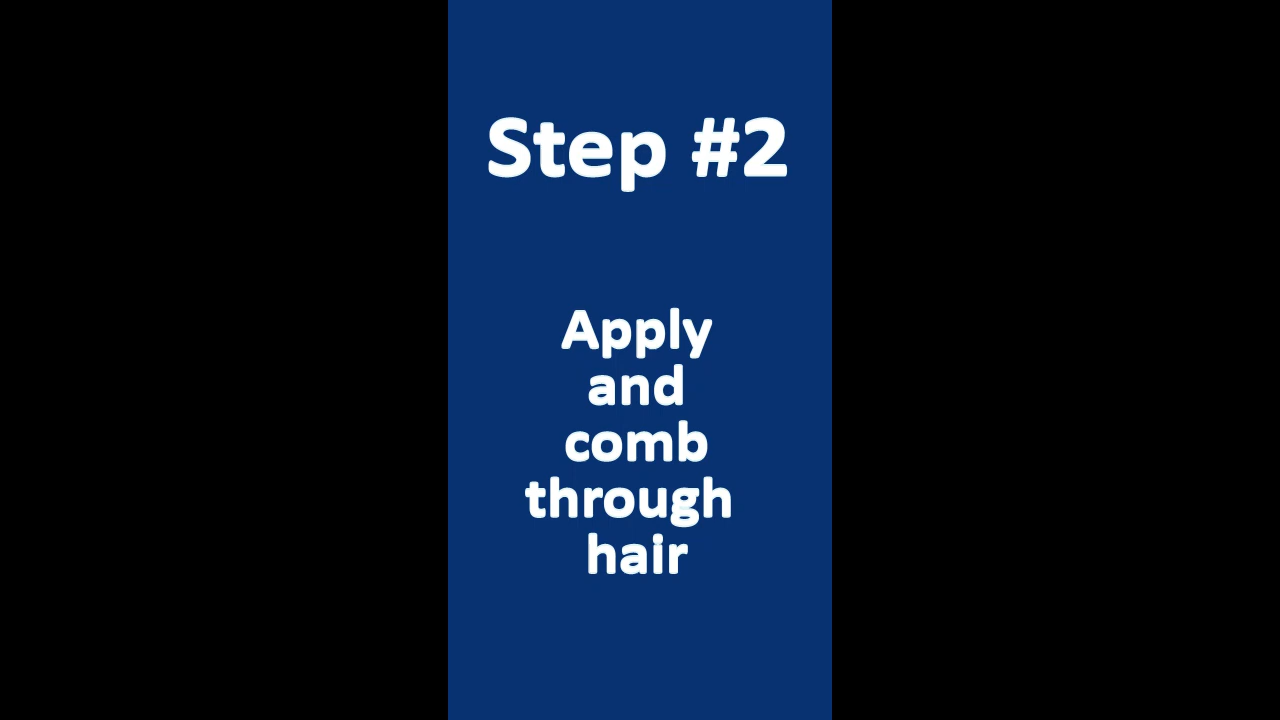 Step #2
Apply
and
comb
through
hair